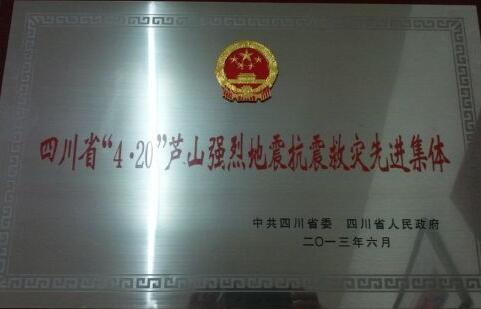 四川省“4·20”芦山强烈地震抗震救灾先进集体
中共四川省委 四川省人民政府
二〇一三年六月